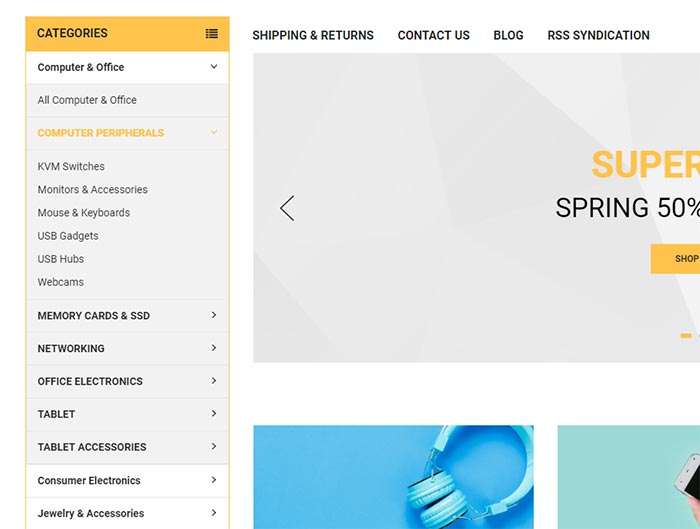 CATEGORIES
SHIPPING & RETURNS CONTACT US BLOG RSS SYNDICATION
Computer & Office
All Computer & Office
COMPUTER PERIPHERALS
KVM Switches
Monitors & Accessories
Mouse & Keyboards
USB Gadgets
USB Hubs
Webcams
MEMORY CARDS & SSD
NETWORKING
OFFICE ELECTRONICS
TABLET
TABLET ACCESSORIES
Consumer Electronics
Jewelry & Accessories
SUPER
SPRING 50%
SHOP